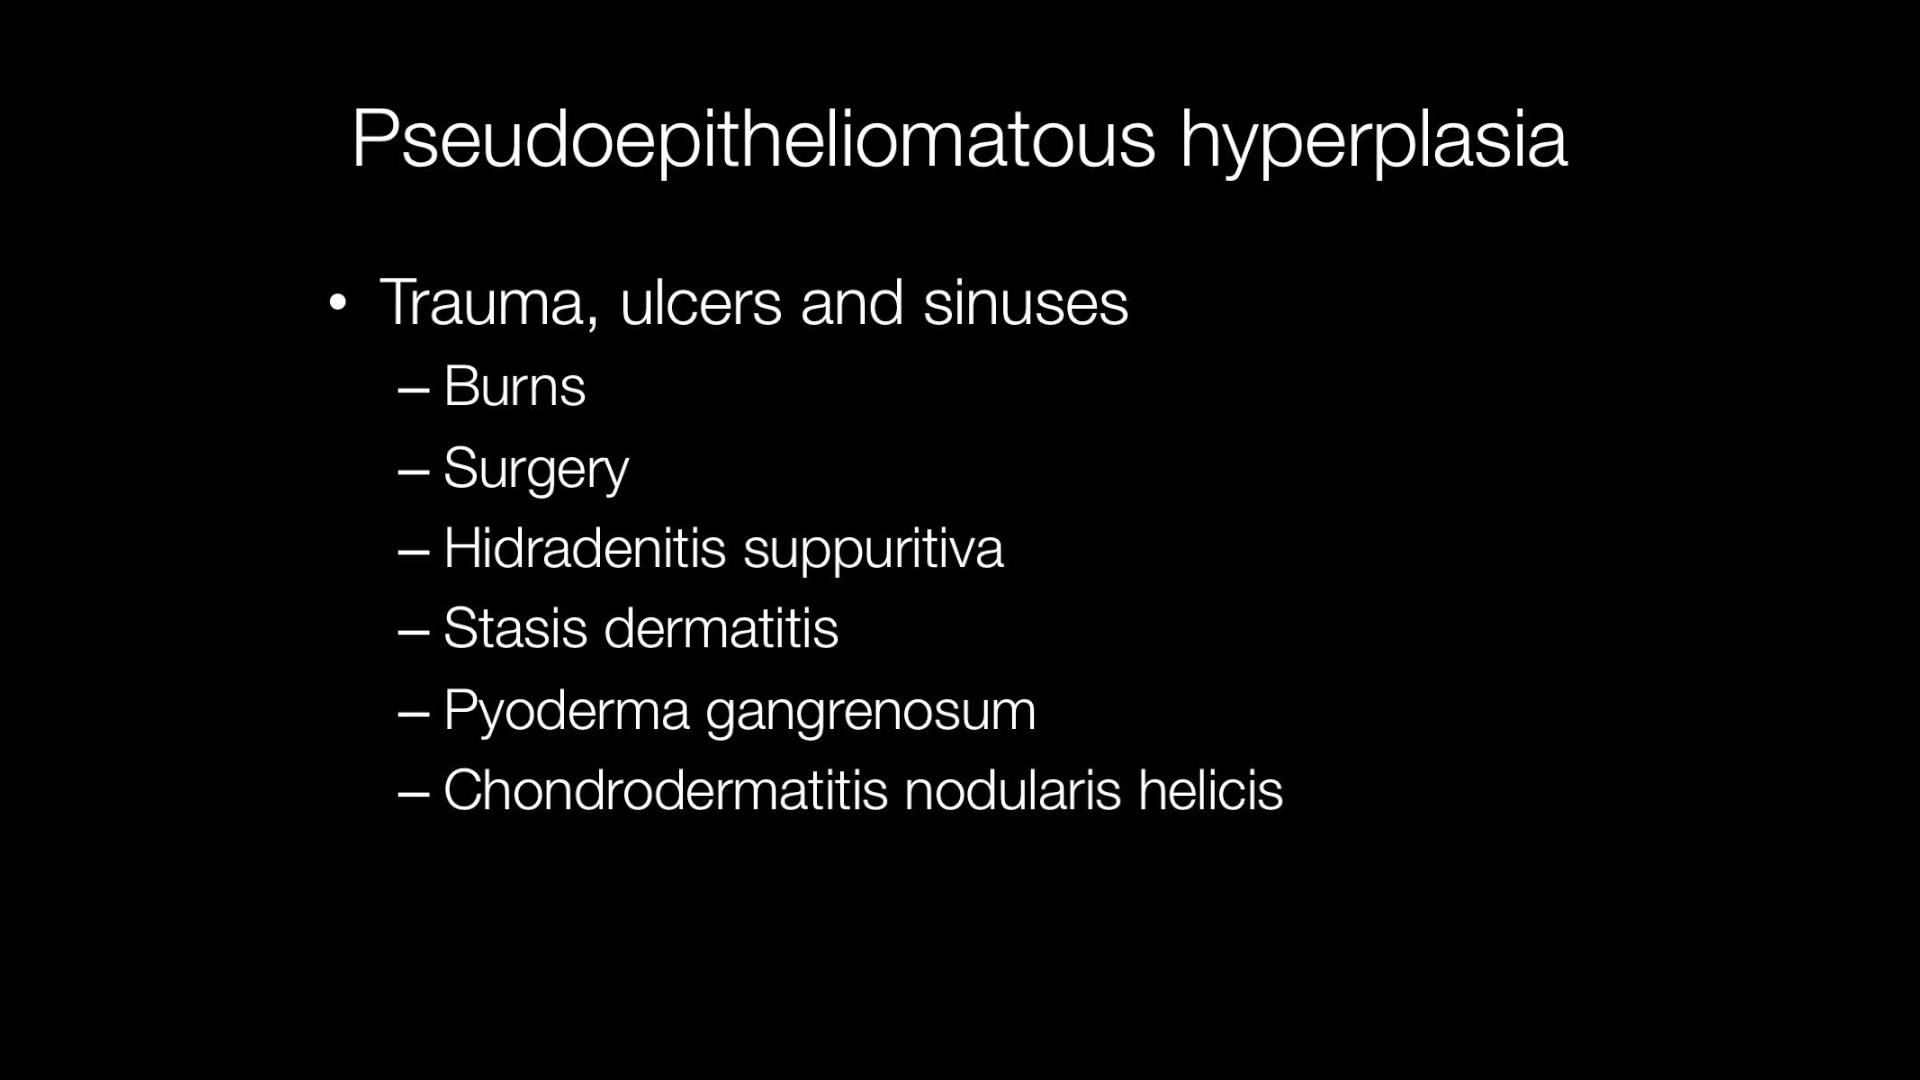 Pseudoepitheliomatous hyperplasia
• Trauma, ulcers and sinuses
– Burns
– Surgery
– Hidradenitis suppuritiva
– Stasis dermatitis
– Pyoderma gangrenosum
– Chondrodermatitis nodularis helicis